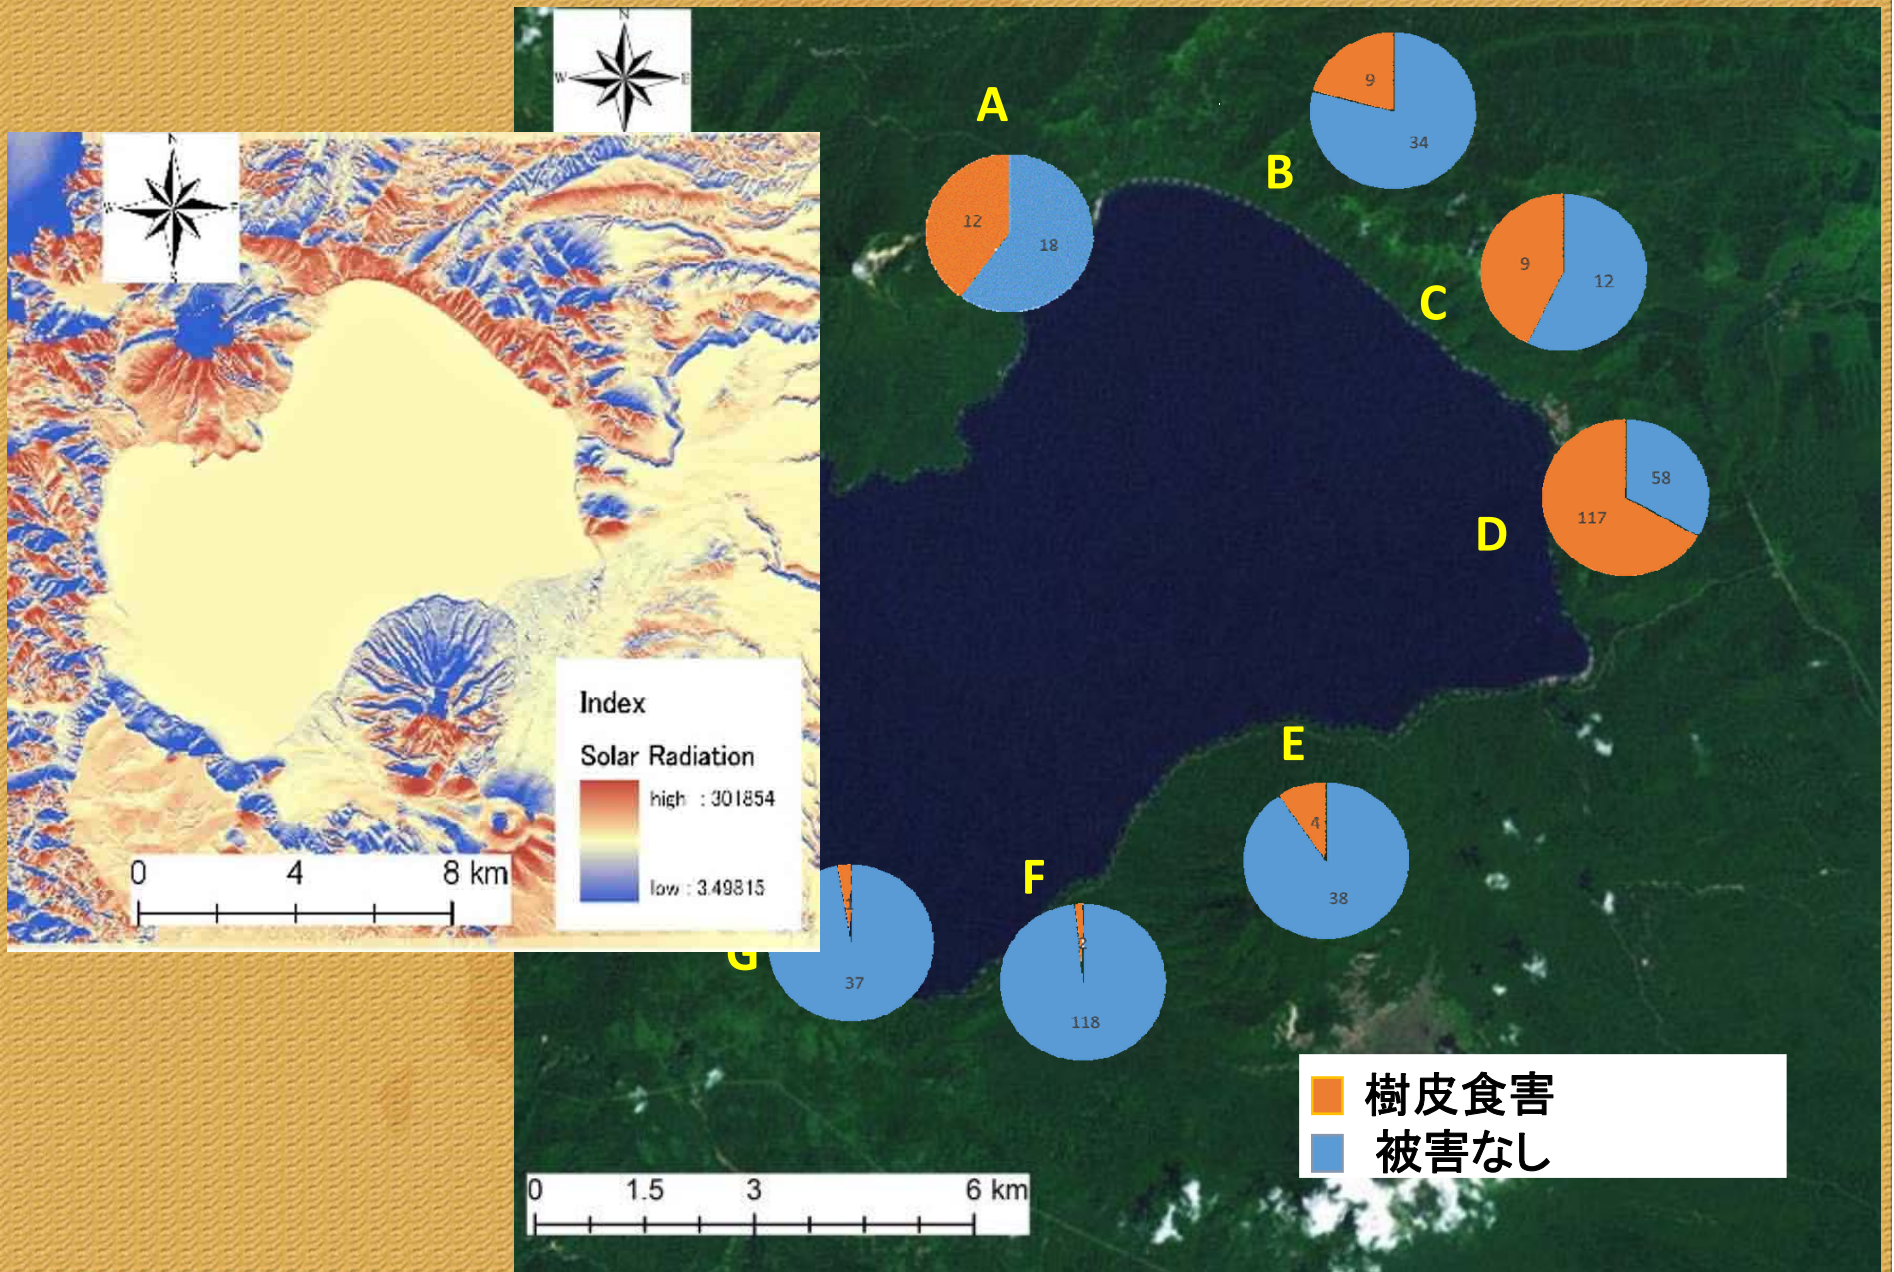 N
W
E
A
9
34
B
12
18
9
12
C
58
117
D
N
W
E
S
Index
Solar Radiation
high : 301854
low : 3.49815
0 4 8 km
E
4
38
F
2
118
G
1
37
樹皮食害
被害なし
0 1.5 3 6 km